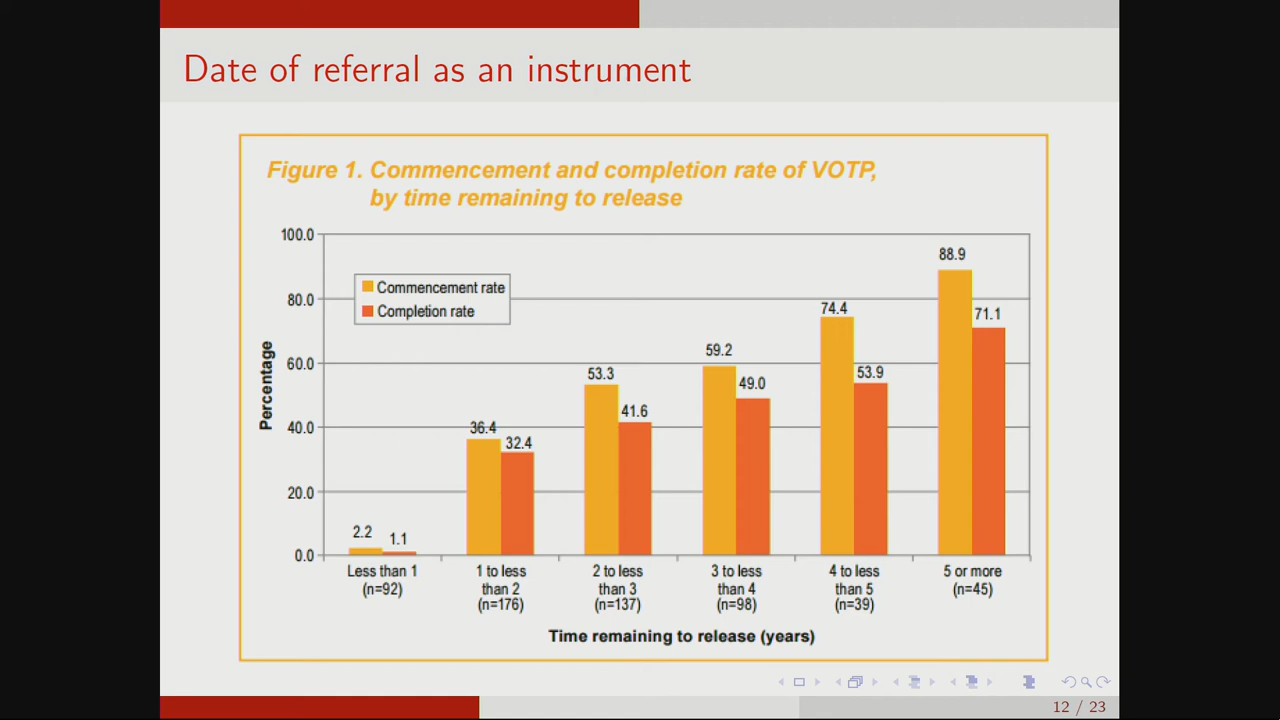 Date of referral as an instrument
Figure 1. Commencement and completion rate of VOTP,
by time remaining to release
100.0
80.0
60.0
40.0
20.0
0.0
Percentage
Commencement rate
Completion rate
2.2
1.1
36.4
32.4
53.3
41.6
59.2
49.0
74.4
53.9
88.9
71.1
Less than 1
(n=92)
1 to less
than 2
(n=176)
2 to less
than 3
(n=137)
3 to less
than 4
(n=98)
4 to less
than 5
(n=39)
5 or more
(n=45)
Time remaining to release (years)
12 / 23